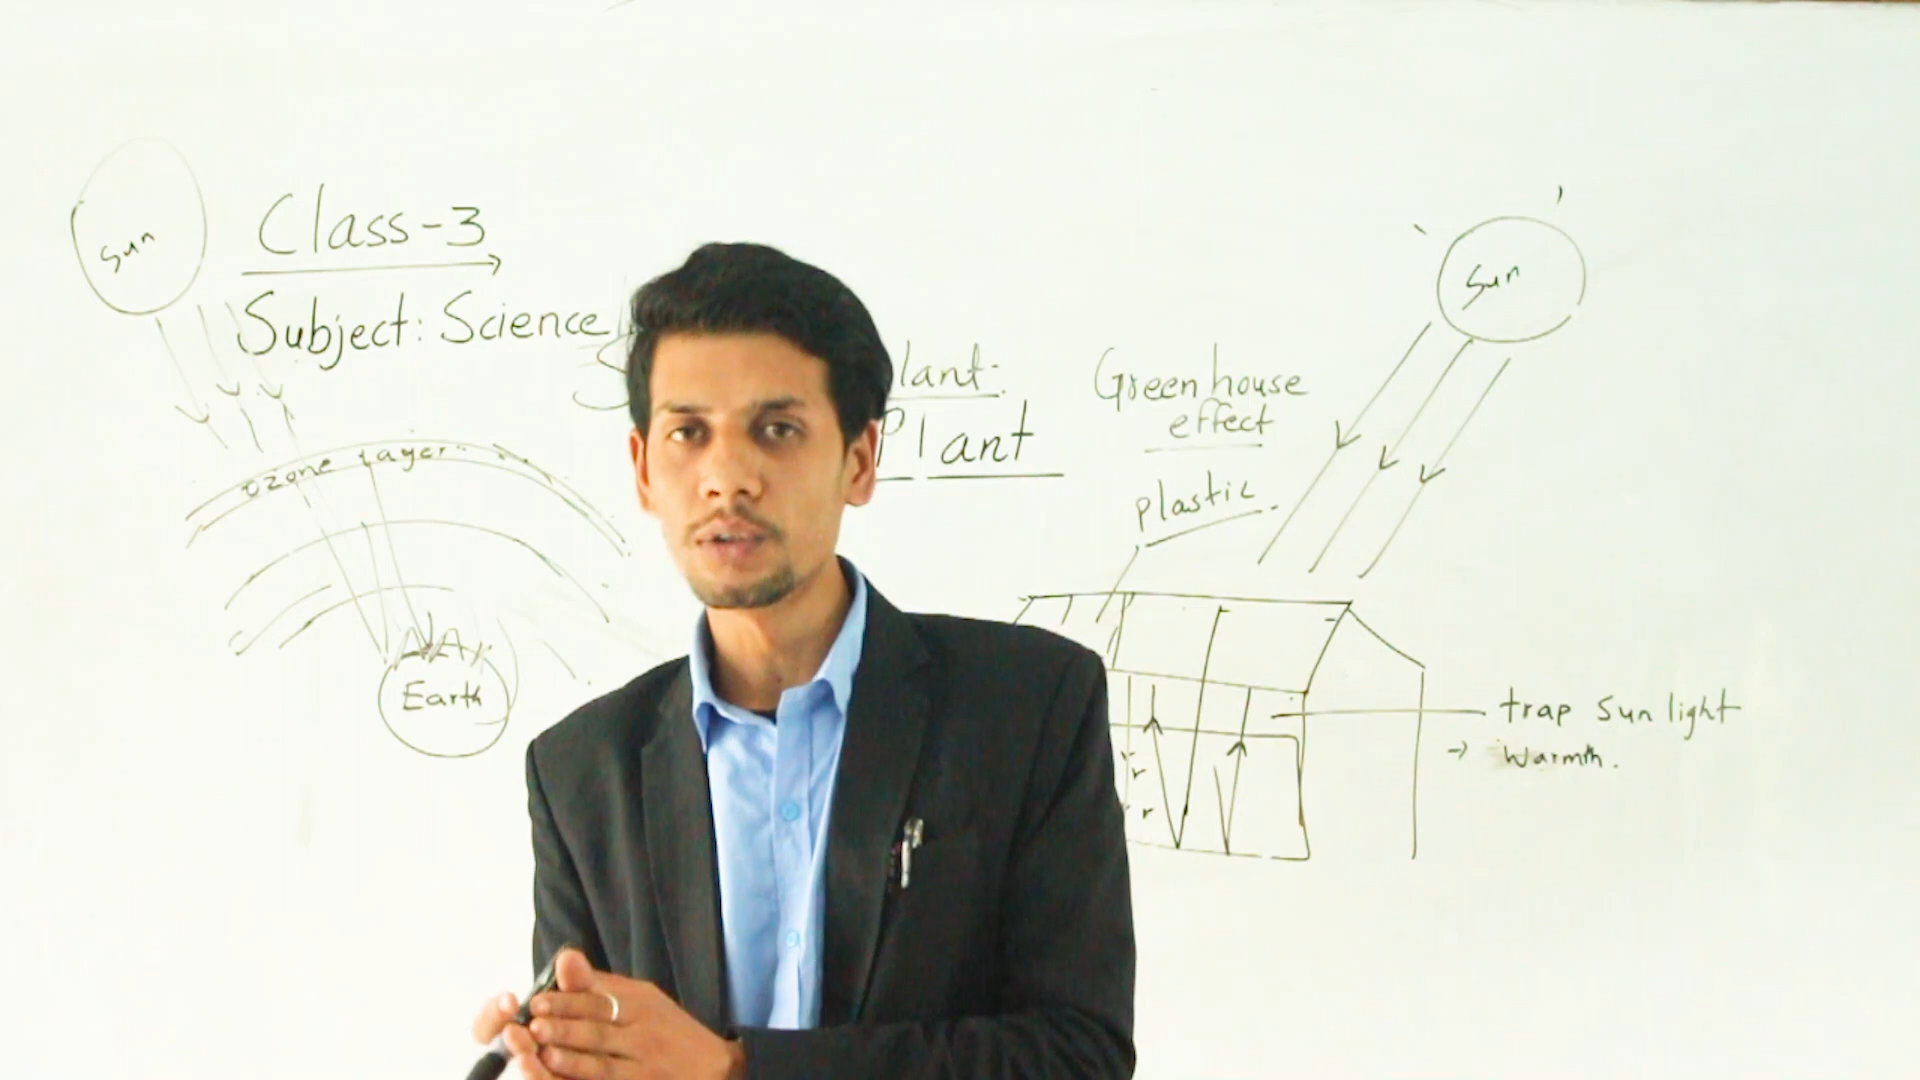 Sun
Class-3
Subject: Science
lant:
Plant
ozone layer
Earth
Green house
effect
plastic.
Sun
trap Sun light
→ Warmth.
r
r
r